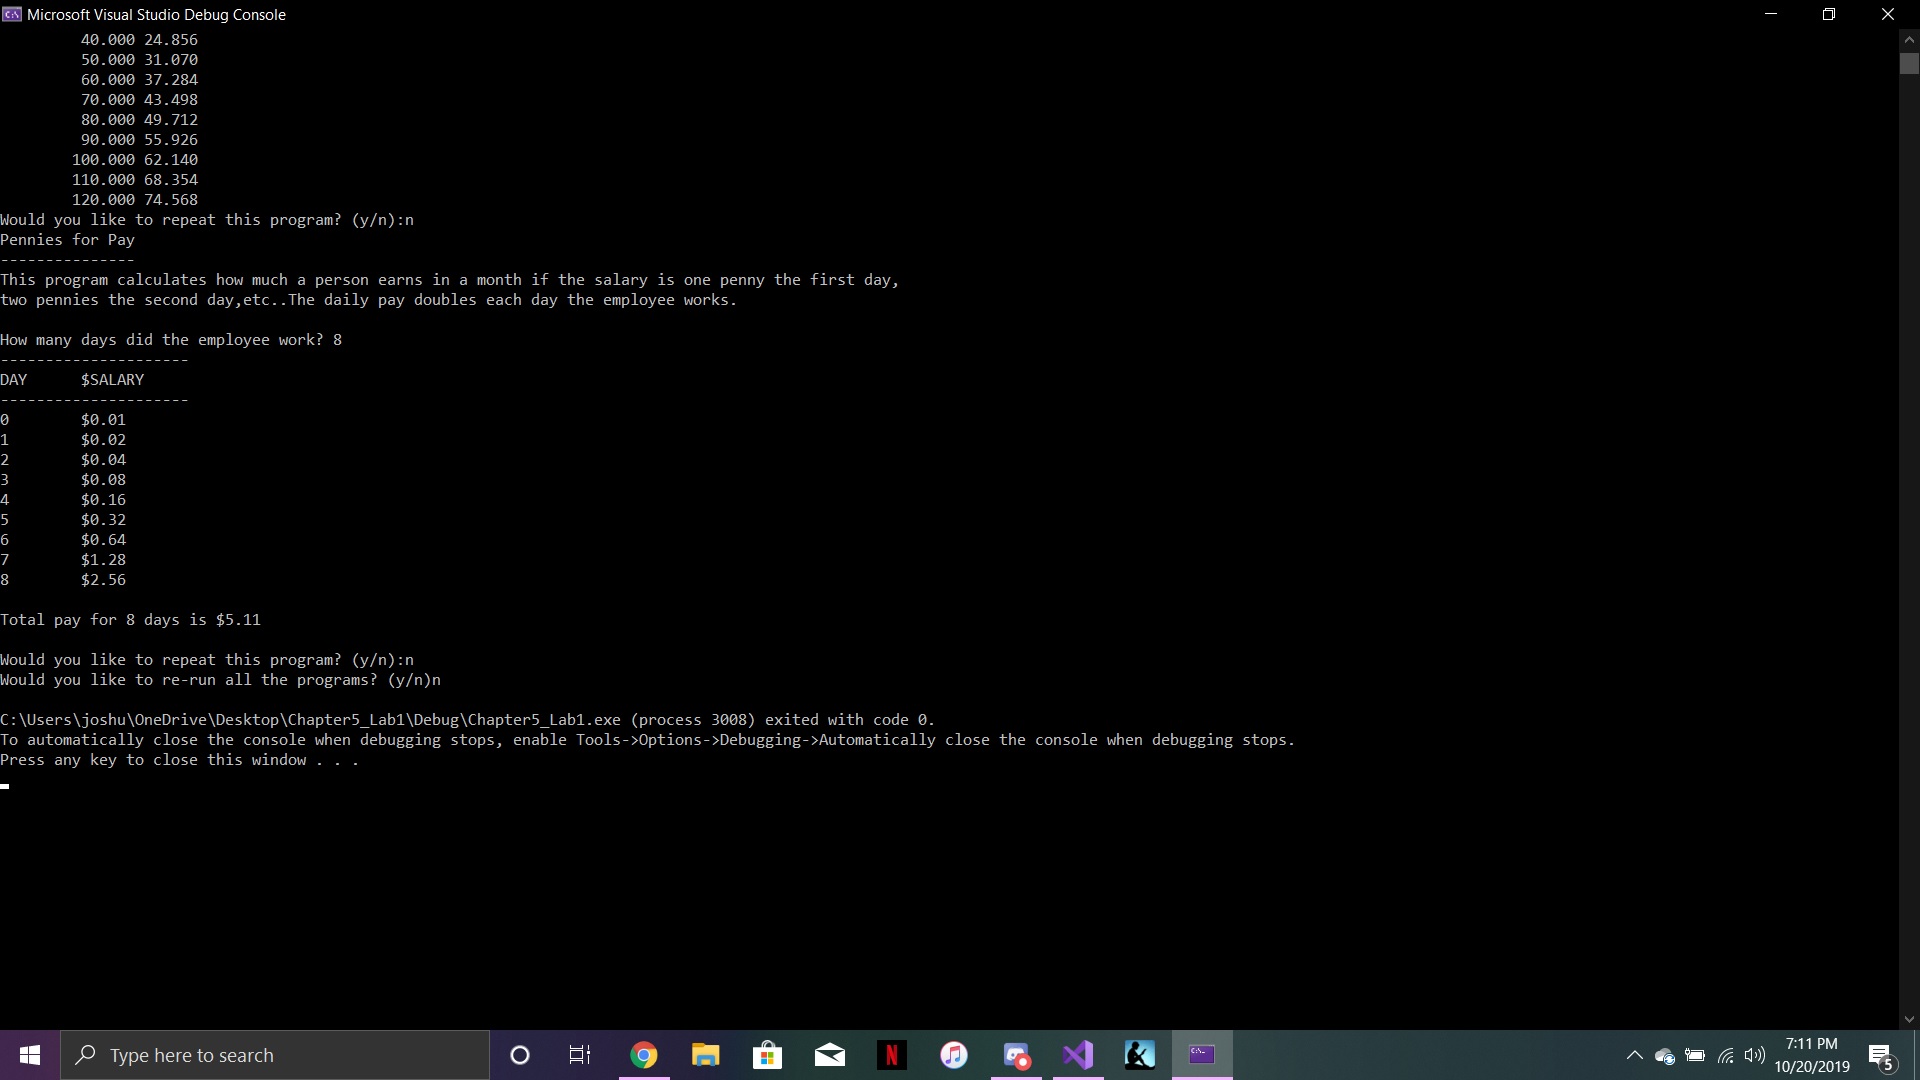 Microsoft Visual Studio Debug Console
40.000 24.856
50.000 31.070
60.000 37.284
70.000 43.498
80.000 49.712
90.000 55.926
100.000 62.140
110.000 68.354
120.000 74.568
Would you like to repeat this program? (y/n):n
Pennies for Pay
---------------
This program calculates how much a person earns in a month if the salary is one penny the first day,
two pennies the second day,etc..The daily pay doubles each day the employee works.
How many days did the employee work? 8
---------------------
DAY $SALARY
---------------------
0 $0.01
1 $0.02
2 $0.04
3 $0.08
4 $0.16
5 $0.32
6 $0.64
7 $1.28
8 $2.56
Total pay for 8 days is $5.11
Would you like to repeat this program? (y/n):n
Would you like to re-run all the programs? (y/n)n
C:\Users\joshu\OneDrive\Desktop\Chapter5_Lab1\Debug\Chapter5_Lab1.exe (process 3008) exited with code 0.
To automatically close the console when debugging stops, enable Tools->Options->Debugging->Automatically close the console when debugging stops.
Press any key to close this window . . .
Type here to search
N
7:11 PM
10/20/2019
5